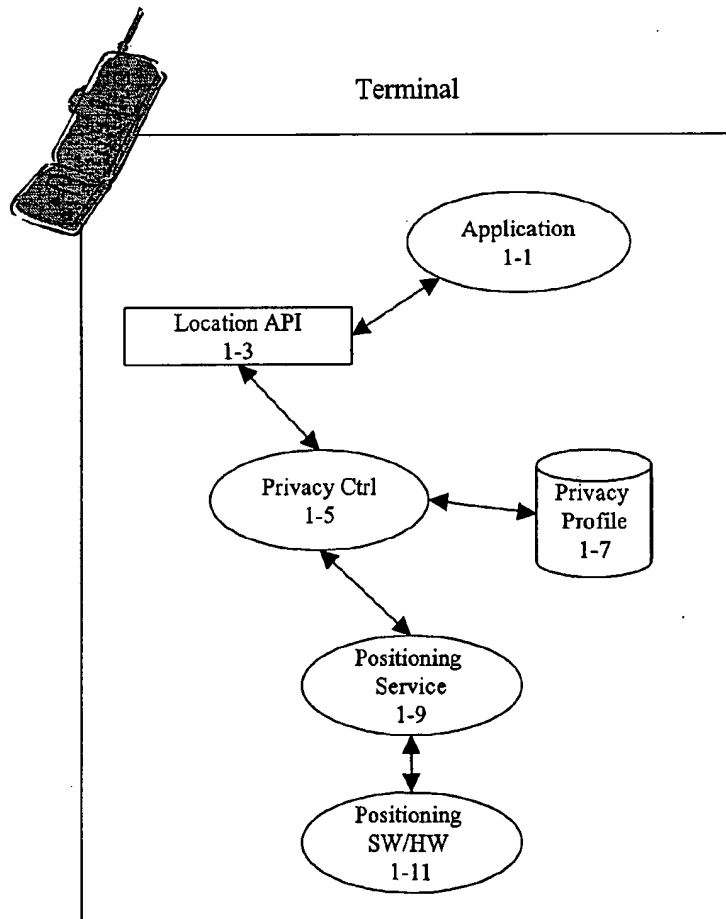 Terminal
Application
1-1
Location API
1-3
Privacy Ctrl
1-5
Privacy
Profile
1-7
Positioning
Service
1-9
Positioning
SW/HW
1-11